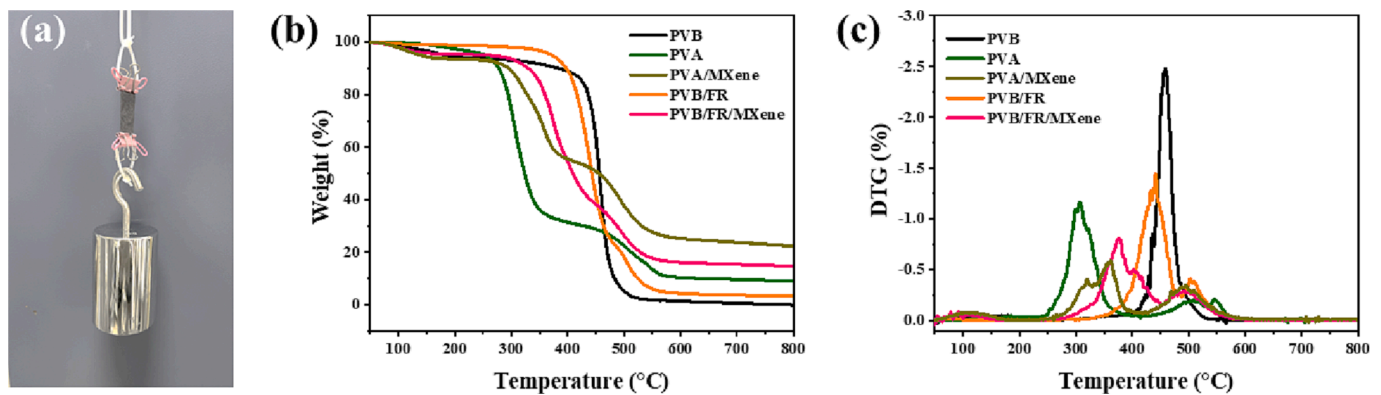 (a)
(b)
100
80
60
40
20
0
Weight (%)
100
200
300
400
500
600
700
800
Temperature (°C)
PVB
PVA
PVA/MXene
PVB/FR
PVB/FR/MXene
(c)
-3.0
-2.5
-2.0
-1.5
-1.0
-0.5
0.0
DTG (%)
100
200
300
400
500
600
700
800
Temperature (°C)
PVB
PVA
PVA/MXene
PVB/FR
PVB/FR/MXene